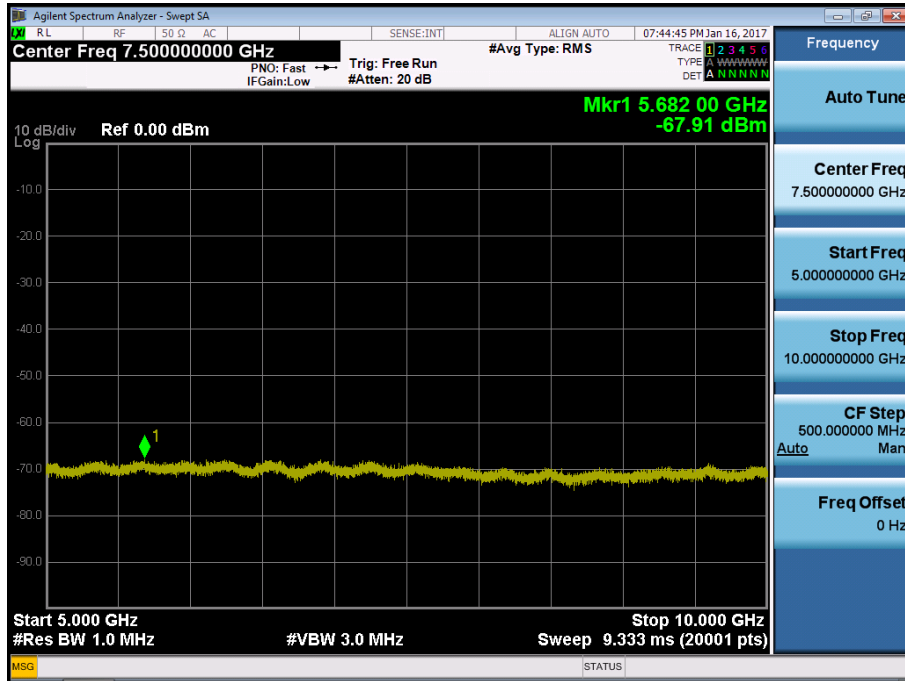 Agilent Spectrum Analyzer - Swept SA
RL RF 50 Ω AC SENSE:INT ALIGN AUTO 07:44:45 PM Jan 16, 2017
Center Freq 7.500000000 GHz #Avg Type: RMS TRACE 1 2 3 4 5 6
PNO: Fast Trig: Free Run TYPE A WWWWW
IFGain:Low #Atten: 20 dB DET A N N N N N
Mkr1 5.682 00 GHz
-67.91 dBm
10 dB/div Ref 0.00 dBm
Log
-10.0
-20.0
-30.0
-40.0
-50.0
-60.0
-70.0
-80.0
-90.0
1
Start 5.000 GHz Stop 10.000 GHz
#Res BW 1.0 MHz #VBW 3.0 MHz Sweep 9.333 ms (20001 pts)
MSG STATUS
Frequency
Auto Tune
Center Freq
7.500000000 GHz
Start Freq
5.000000000 GHz
Stop Freq
10.000000000 GHz
CF Step
500.000000 MHz
Auto Man
Freq Offset
0 Hz